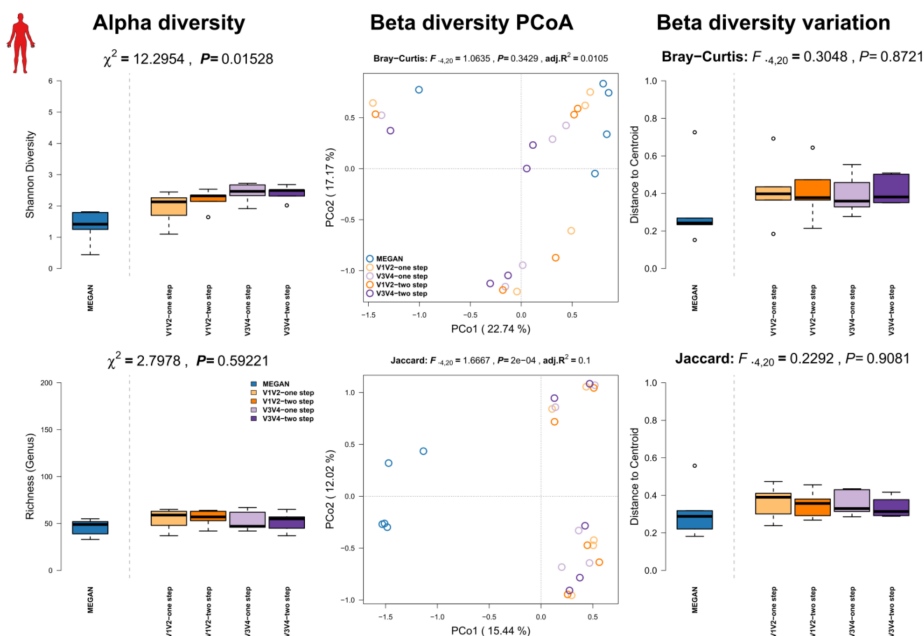 Alpha diversity
Beta diversity PCoA
Beta diversity variation
χ² = 12.2954 , P= 0.01528
Bray−Curtis: F -4,20 = 1.0635 , P= 0.3429 , adj.R² = 0.0105
Bray−Curtis: F -4,20 = 0.3048 , P= 0.8721
Shannon Diversity
6
5
4
3
2
1
0
MEGAN
V1V2−one step
V1V2−two step
V3V4−one step
V3V4−two step
PCo2 ( 17.17 %)
0.5
0.0
−0.5
−1.0
MEGAN
V1V2−one step
V3V4−one step
V1V2−two step
V3V4−two step
−1.5
−1.0
−0.5
0.0
0.5
PCo1 ( 22.74 %)
Distance to Centroid
1.0
0.8
0.6
0.4
0.2
0.0
MEGAN
V1V2−one step
V1V2−two step
V3V4−one step
V3V4−two step
χ² = 2.7978 , P= 0.59221
Jaccard: F -4,20 = 1.6667 , P= 2e−04 , adj.R² = 0.1
Jaccard: F -4,20 = 0.2292 , P= 0.9081
Richness (Genus)
200
150
100
50
0
MEGAN
V1V2−one step
V1V2−two step
V3V4−one step
V3V4−two step
MEGAN
V1V2−one step
V1V2−two step
V3V4−one step
V3V4−two step
PCo2 ( 12.02 %)
1.0
0.5
0.0
−0.5
−1.0
−1.5
−1.0
−0.5
0.0
0.5
PCo1 ( 15.44 %)
Distance to Centroid
1.0
0.8
0.6
0.4
0.2
0.0
MEGAN
V1V2−one step
V1V2−two step
V3V4−one step
V3V4−two step